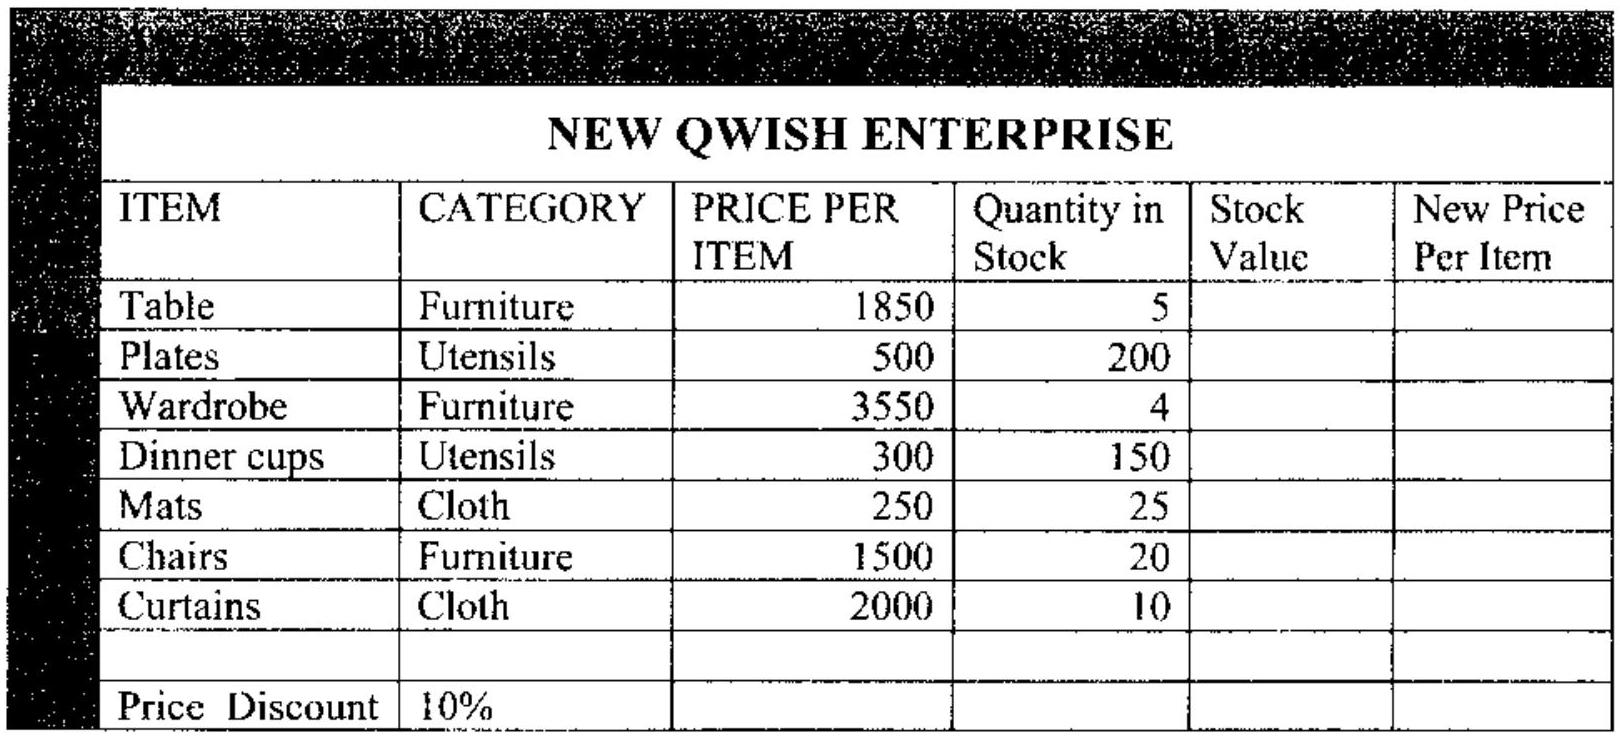 NEW QWISH ENTERPRISE
ITEM CATEGORY PRICE PER ITEM Quantity in Stock Stock Value New Price Per Item
Table Furniture 1850 5
Plates Utensils 500 200
Wardrobe Furniture 3550 4
Dinner cups Utensils 300 150
Mats Cloth 250 25
Chairs Furniture 1500 20
Curtains Cloth 2000 10
Price Discount 10%